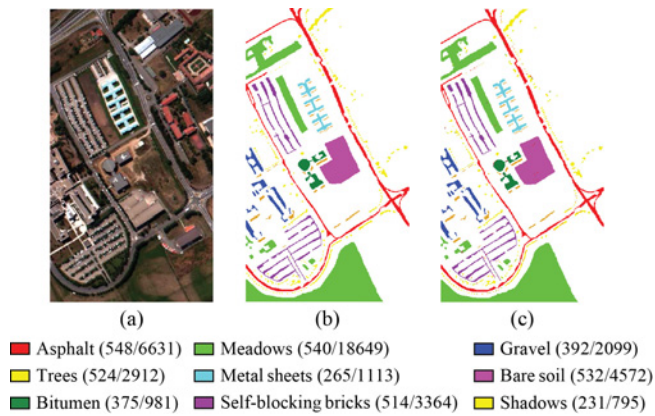 (a) (b) (c)
Asphalt (548/6631) Meadows (540/18649) Gravel (392/2099)
Trees (524/2912) Metal sheets (265/1113) Bare soil (532/4572)
Bitumen (375/981) Self-blocking bricks (514/3364) Shadows (231/795)